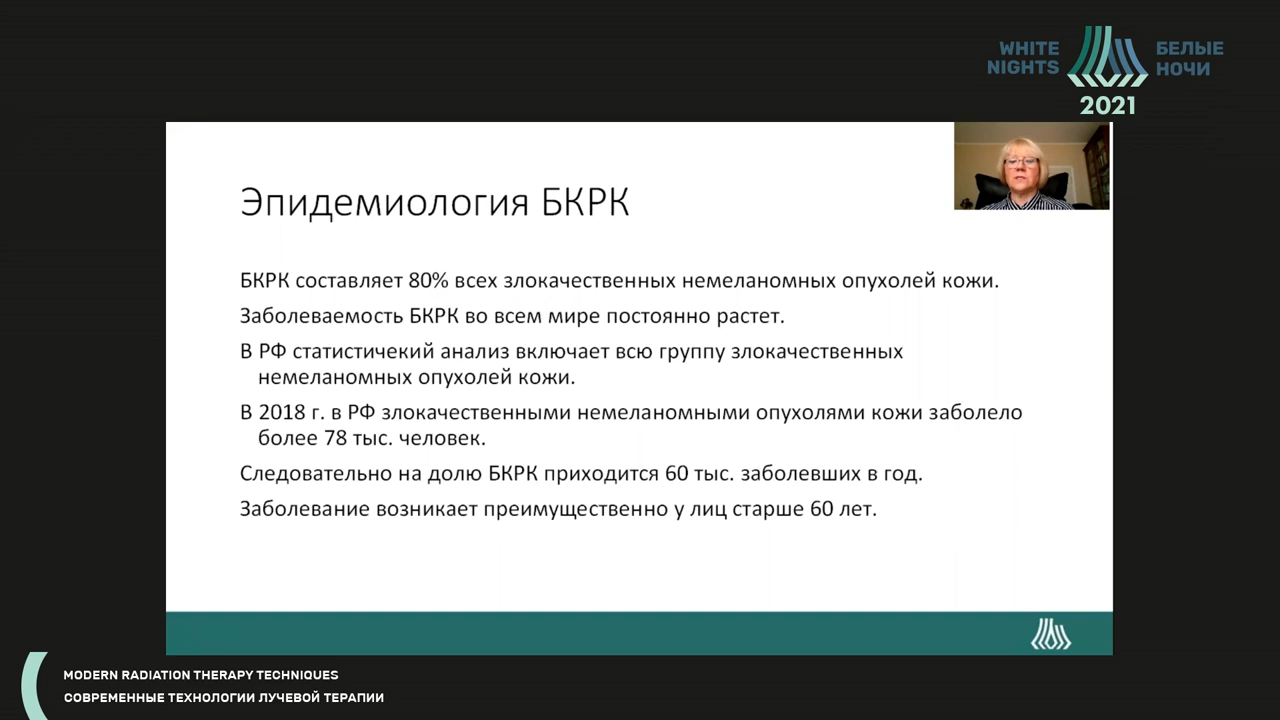 WHITE
NIGHTS
БЕЛЫЕ
НОЧИ
2021
Эпидемиология БКРК
БКРК составляет 80% всех злокачественных немеланомных опухолей кожи.
Заболеваемость БКРК во всем мире постоянно растет.
В РФ статистичекий анализ включает всю группу злокачественных
немеланомных опухолей кожи.
В 2018 г. в РФ злокачественными немеланомными опухолями кожи заболело
более 78 тыс. человек.
Следовательно на долю БКРК приходится 60 тыс. заболевших в год.
Заболевание возникает преимущественно у лиц старше 60 лет.
MODERN RADIATION THERAPY TECHNIQUES
СОВРЕМЕННЫЕ ТЕХНОЛОГИИ ЛУЧЕВОЙ ТЕРАПИИ